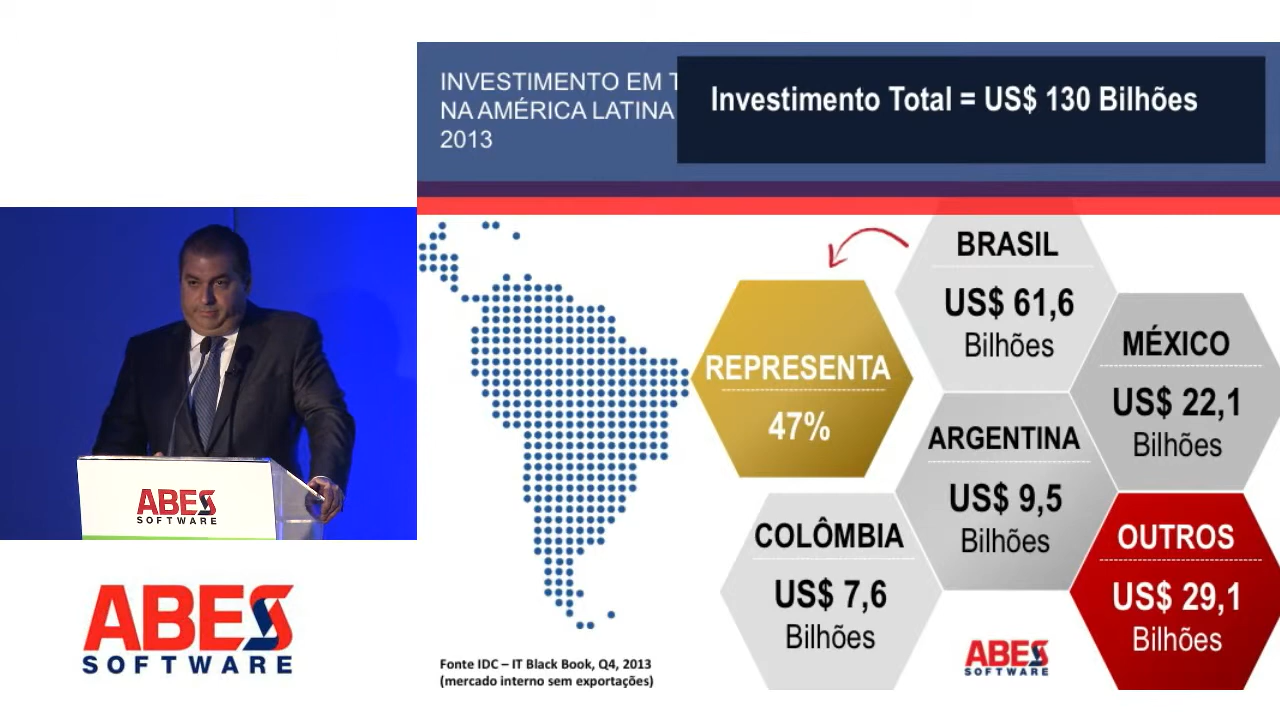 INVESTIMENTO EM T
NA AMÉRICA LATINA
2013
Investimento Total = US$ 130 Bilhões
BRASIL
US$ 61,6
Bilhões
REPRESENTA
47%
MÉXICO
US$ 22,1
Bilhões
ARGENTINA
US$ 9,5
Bilhões
COLÔMBIA
US$ 7,6
Bilhões
OUTROS
US$ 29,1
Bilhões
Fonte IDC – IT Black Book, Q4, 2013
(mercado interno sem exportações)
ABES
SOFTWARE
ABES
SOFTWARE
ABES
SOFTWARE